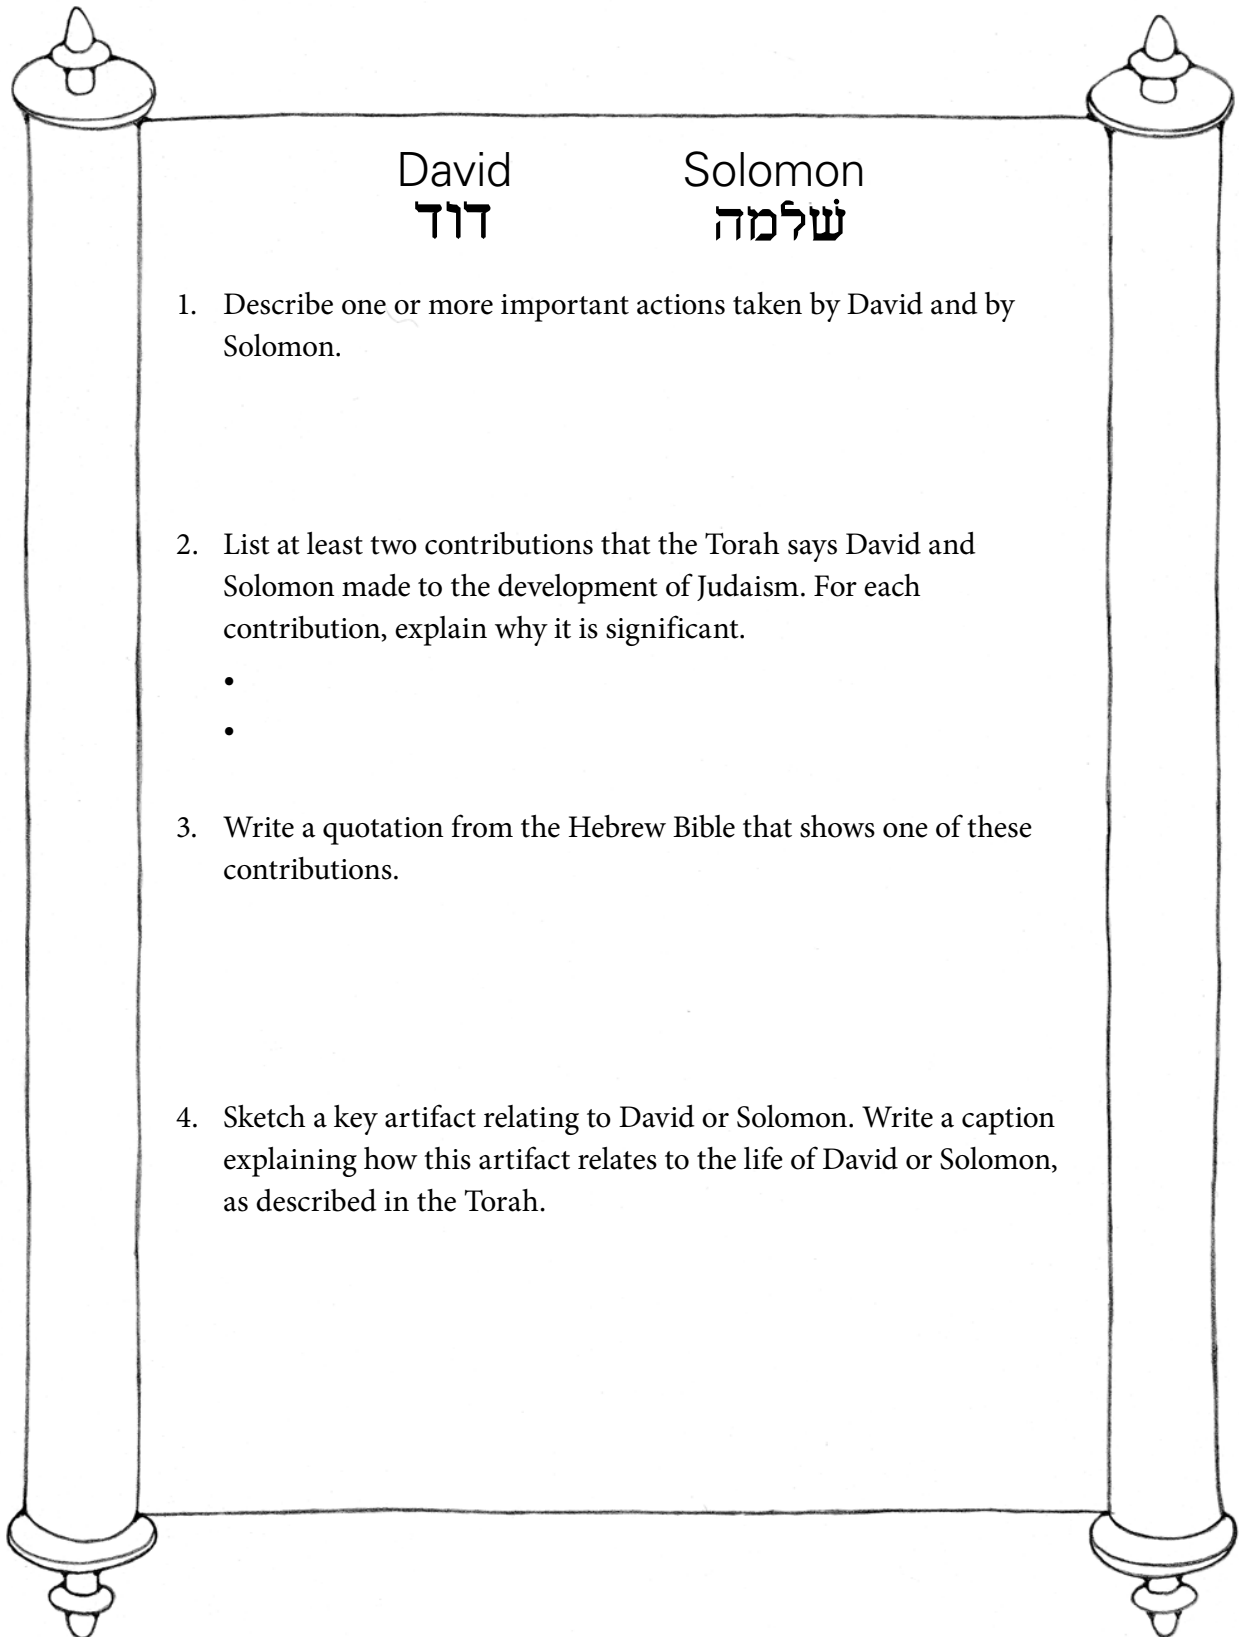 David Solomon
דוד שׁלמה
1. Describe one or more important actions taken by David and by
Solomon.
2. List at least two contributions that the Torah says David and
Solomon made to the development of Judaism. For each
contribution, explain why it is significant.
•
•
3. Write a quotation from the Hebrew Bible that shows one of these
contributions.
4. Sketch a key artifact relating to David or Solomon. Write a caption
explaining how this artifact relates to the life of David or Solomon,
as described in the Torah.